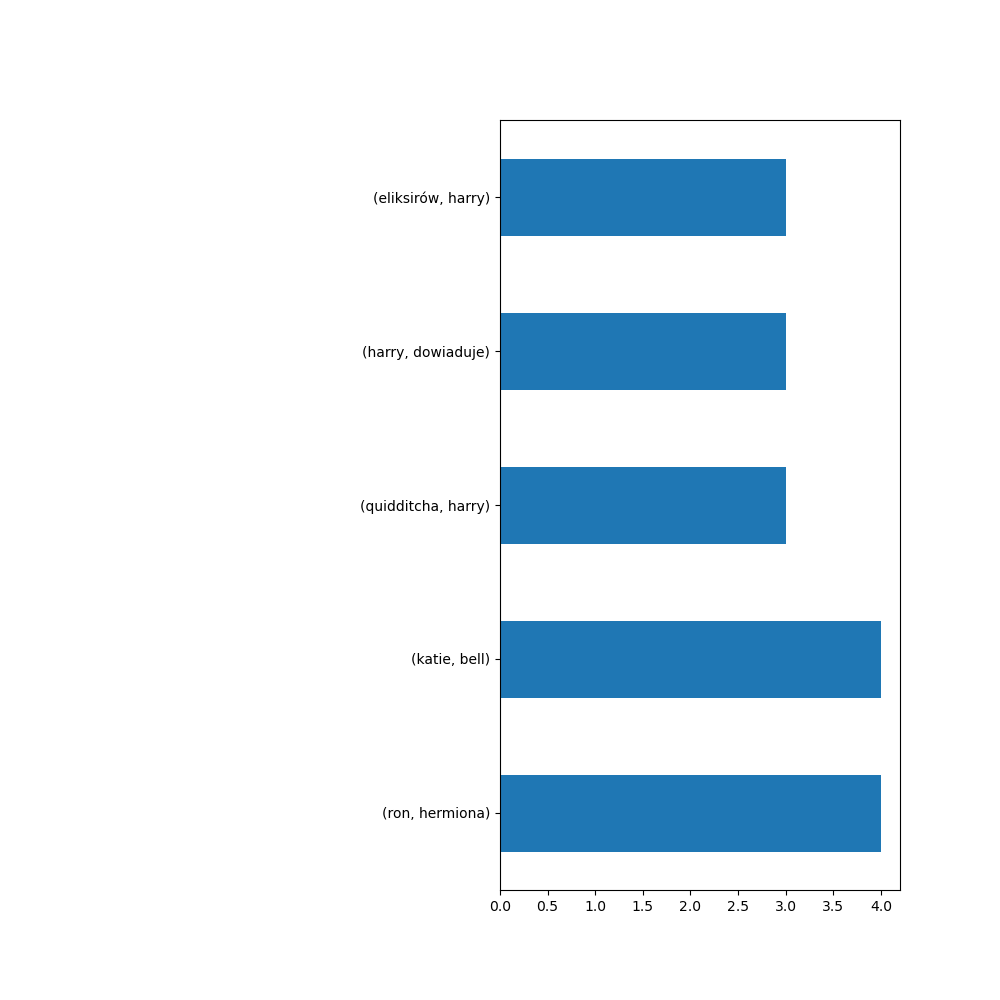 (eliksirów, harry)
(harry, dowiaduje)
(quidditcha, harry)
(katie, bell)
(ron, hermiona)
0.0 0.5 1.0 1.5 2.0 2.5 3.0 3.5 4.0